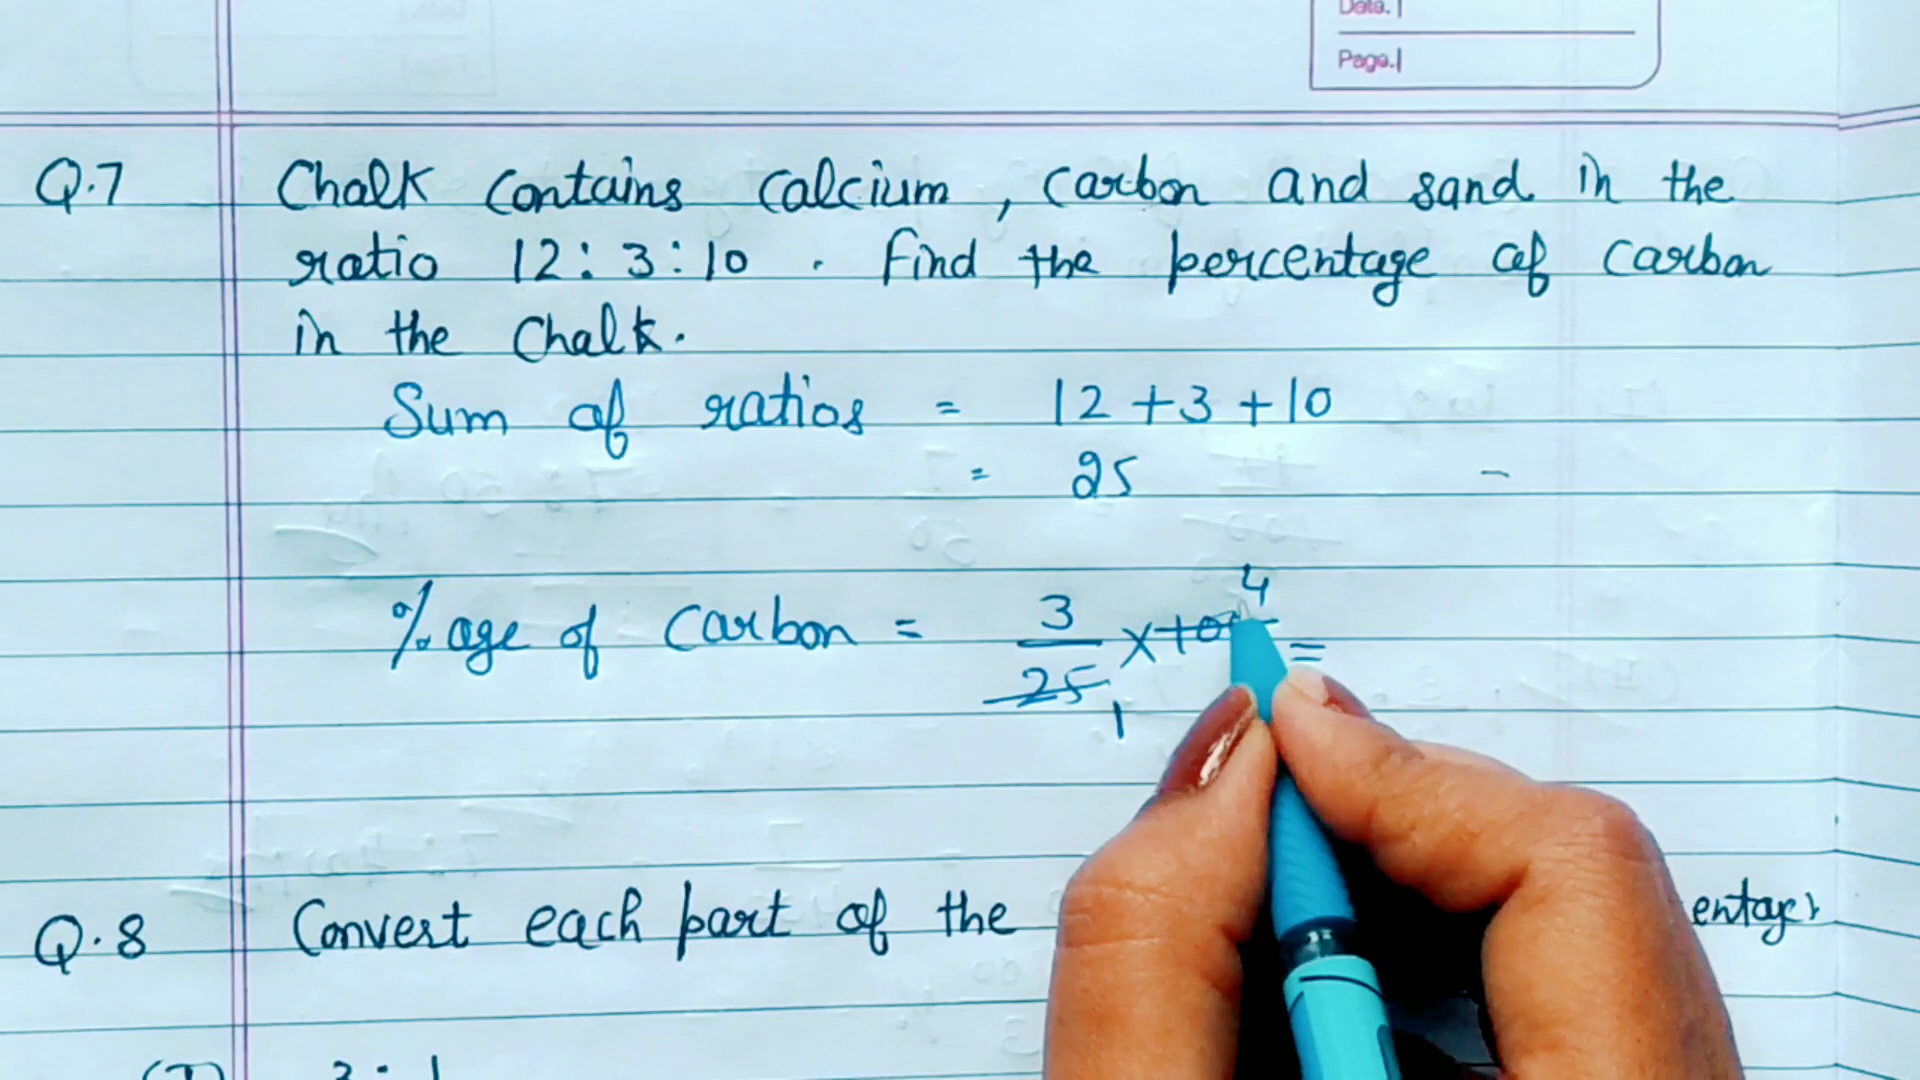 Date.
Page.
Q.7 Chalk contains Calcium, Carbon and sand in the
ratio 12:3:10. Find the percentage of Carbon
in the Chalk.
Sum of ratios = 12+3+10
= 25
%age of Carbon = 3/25 × 100 =
4
1
Q.8 Convert each part of the